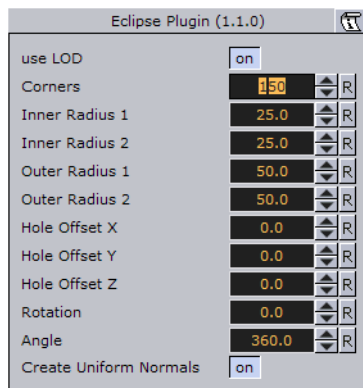 Eclipse Plugin (1.1.0)
use LOD on
Corners 150 R
Inner Radius 1 25.0 R
Inner Radius 2 25.0 R
Outer Radius 1 50.0 R
Outer Radius 2 50.0 R
Hole Offset X 0.0 R
Hole Offset Y 0.0 R
Hole Offset Z 0.0 R
Rotation 0.0 R
Angle 360.0 R
Create Uniform Normals on